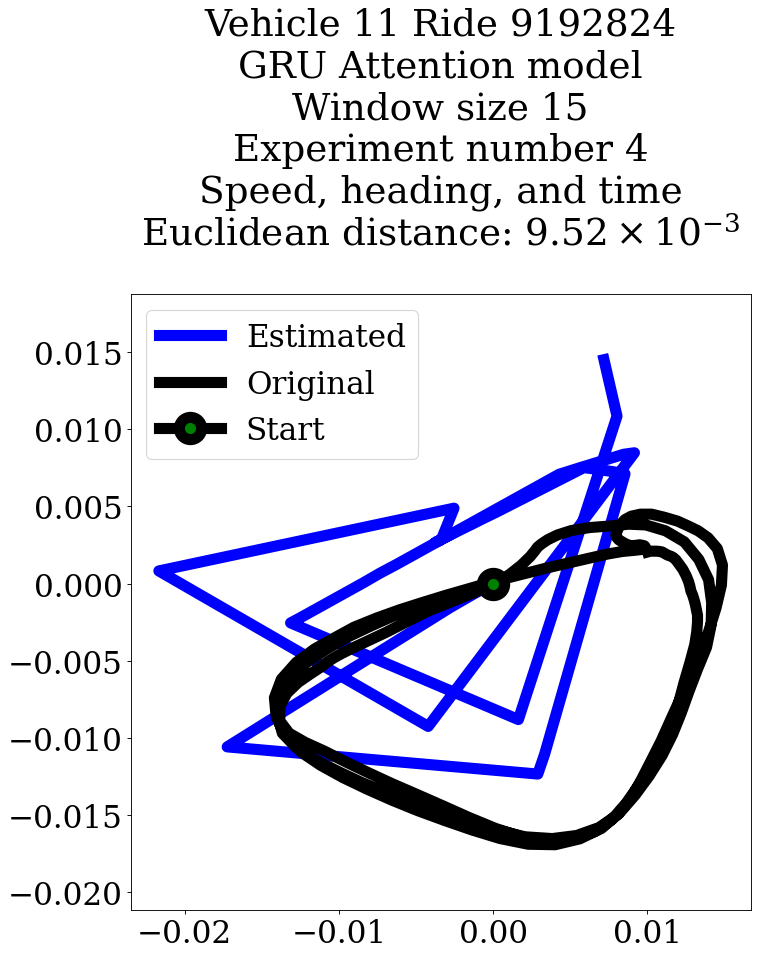 Vehicle 11 Ride 9192824
GRU Attention model
Window size 15
Experiment number 4
Speed, heading, and time
Euclidean distance: 9.52 × 10⁻³
Estimated
Original
Start
0.015
0.010
0.005
0.000
−0.005
−0.010
−0.015
−0.020
−0.02 −0.01 0.00 0.01